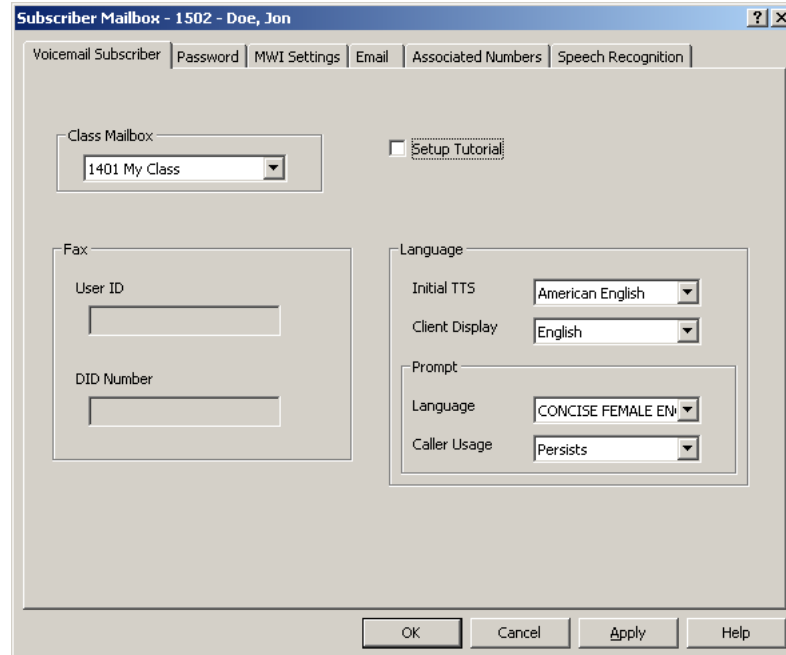 Subscriber Mailbox - 1502 - Doe, Jon
Voicemail Subscriber Password MWI Settings Email Associated Numbers Speech Recognition
Class Mailbox
1401 My Class
Setup Tutorial
Fax
User ID
DID Number
Language
Initial TTS American English
Client Display English
Prompt
Language CONCISE FEMALE EN
Caller Usage Persists
OK Cancel Apply Help